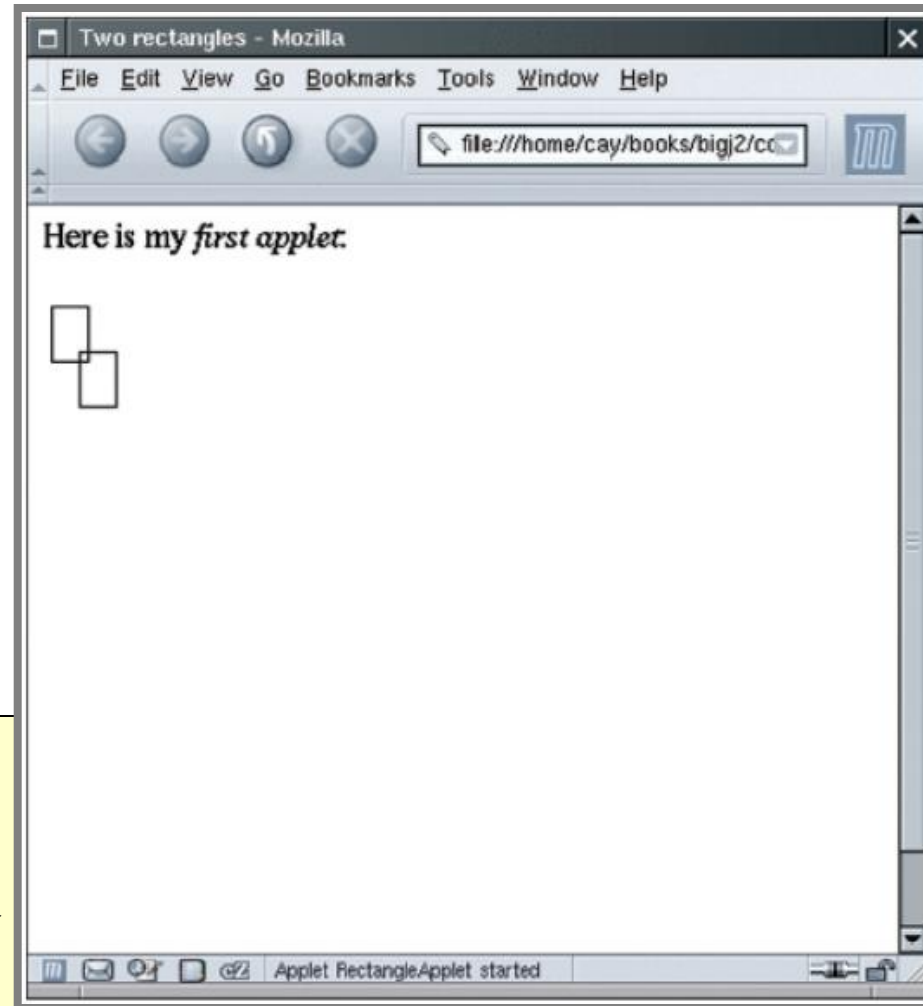 Two rectangles - Mozilla
File Edit View Go Bookmarks Tools Window Help
file:///home/cay/books/bigj2/co
Here is my first applet:
Applet RectangleApplet started